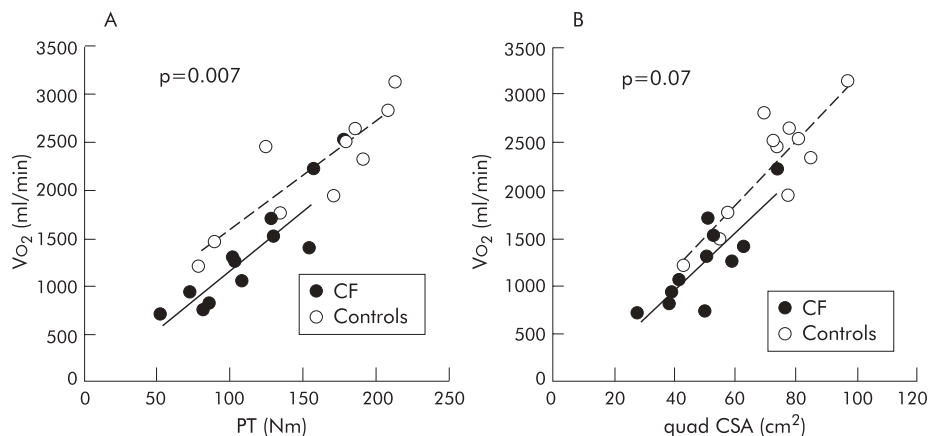 A
3500
3000
2500
2000
1500
1000
500
0
VO₂ (ml/min)
p=0.007
CF
Controls
0 50 100 150 200 250
PT (Nm)
B
3500
3000
2500
2000
1500
1000
500
0
VO₂ (ml/min)
p=0.07
CF
Controls
0 20 40 60 80 100 120
quad CSA (cm²)